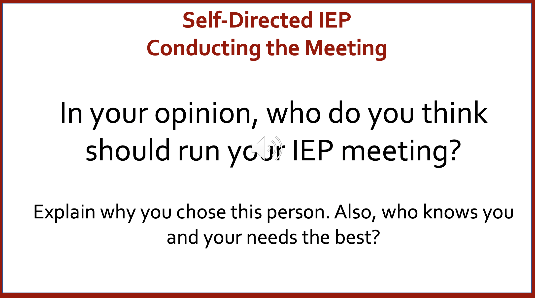 Self-Directed IEP
Conducting the Meeting
In your opinion, who do you think
should run your IEP meeting?
Explain why you chose this person. Also, who knows you
and your needs the best?